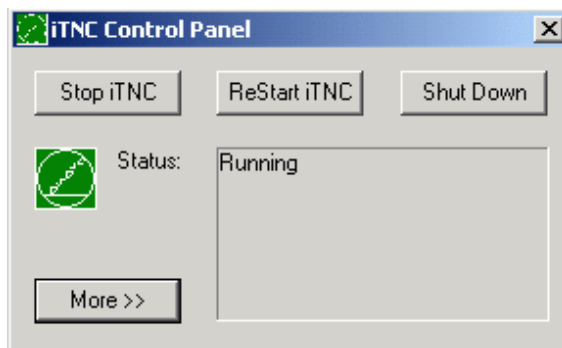 iTNC Control Panel
Stop iTNC
ReStart iTNC
Shut Down
Status:
Running
More >>